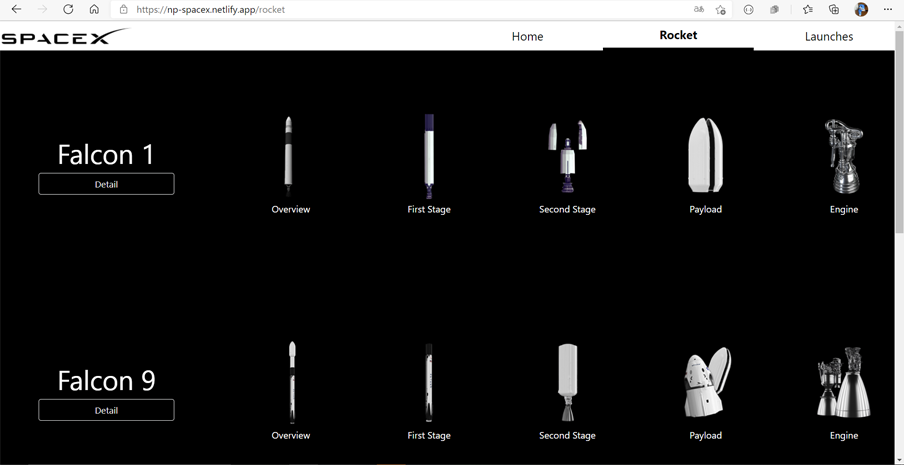 https://np-spacex.netlify.app/rocket
SPACEX
Home
Rocket
Launches
Falcon 1
Detail
Overview
First Stage
Second Stage
Payload
Engine
Falcon 9
Detail
Overview
First Stage
Second Stage
Payload
Engine